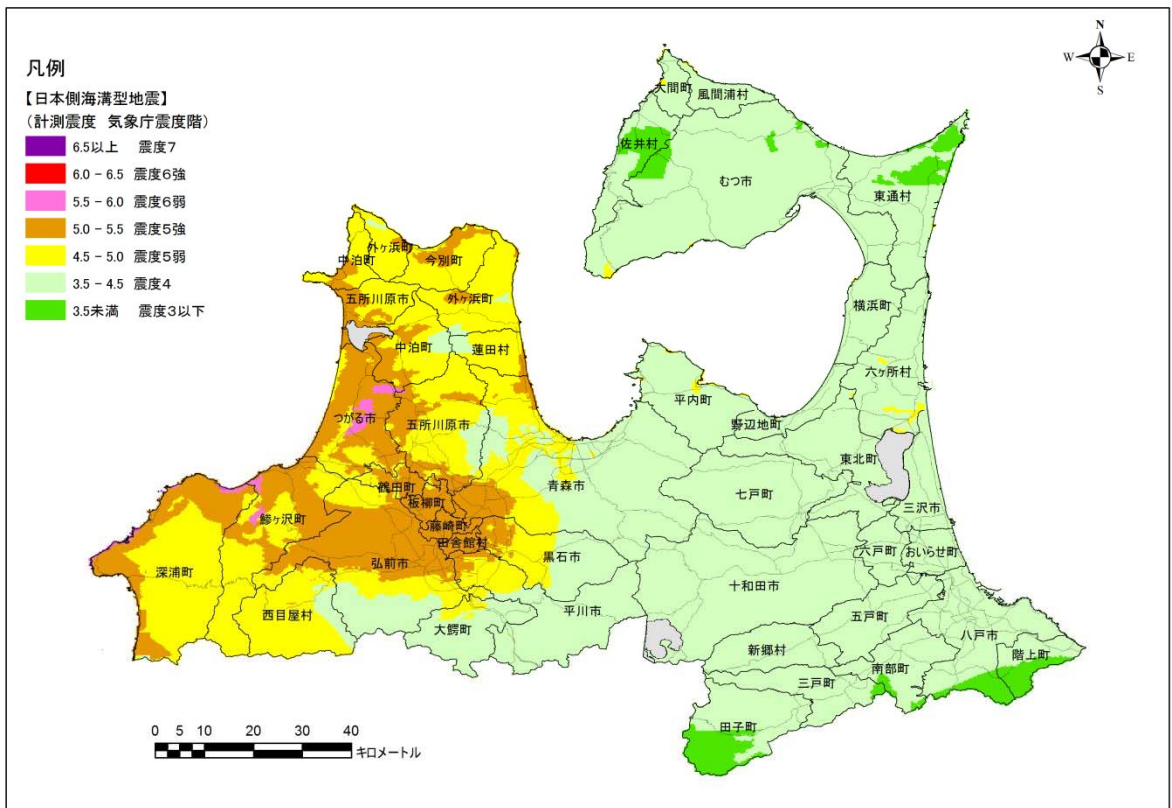 凡例
【日本側海溝型地震】
(計測震度 気象庁震度階)
6.5以上 震度7
6.0 - 6.5 震度6強
5.5 - 6.0 震度6弱
5.0 - 5.5 震度5強
4.5 - 5.0 震度5弱
3.5 - 4.5 震度4
3.5未満 震度3以下
N
W E
S
大間町
風間浦村
佐井村
むつ市
東通村
外ヶ浜町
中泊町
今別町
五所川原市
外ヶ浜町
横浜町
中泊町
蓬田村
六ヶ所村
平内町
つがる市
五所川原市
野辺地町
東北町
青森市
七戸町
鶴田町
板柳町
三沢市
鰺ヶ沢町
藤崎町
田舎館村
六戸町
おいらせ町
黒石市
弘前市
深浦町
十和田市
西目屋村
平川市
五戸町
大鰐町
八戸市
新郷村
階上町
南部町
三戸町
田子町
0 5 10 20 30 40
キロメートル